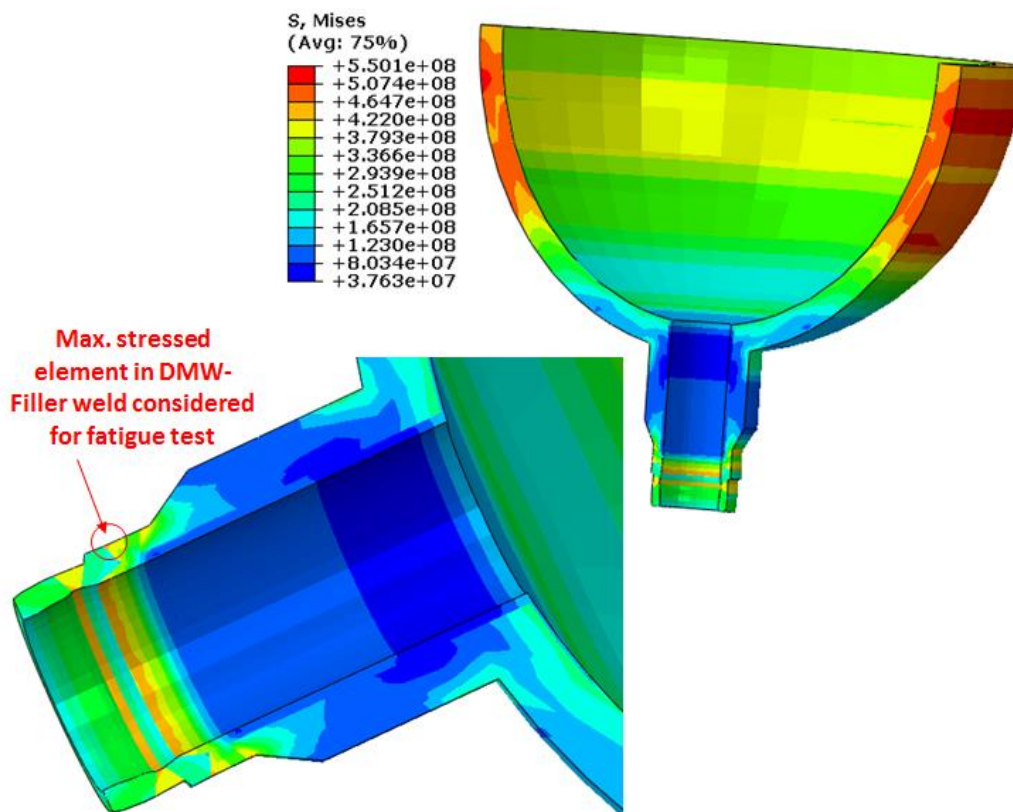 S, Mises
(Avg: 75%)
+5.501e+08
+5.074e+08
+4.647e+08
+4.220e+08
+3.793e+08
+3.366e+08
+2.939e+08
+2.512e+08
+2.085e+08
+1.657e+08
+1.230e+08
+8.034e+07
+3.763e+07
Max. stressed
element in DMW-
Filler weld considered
for fatigue test